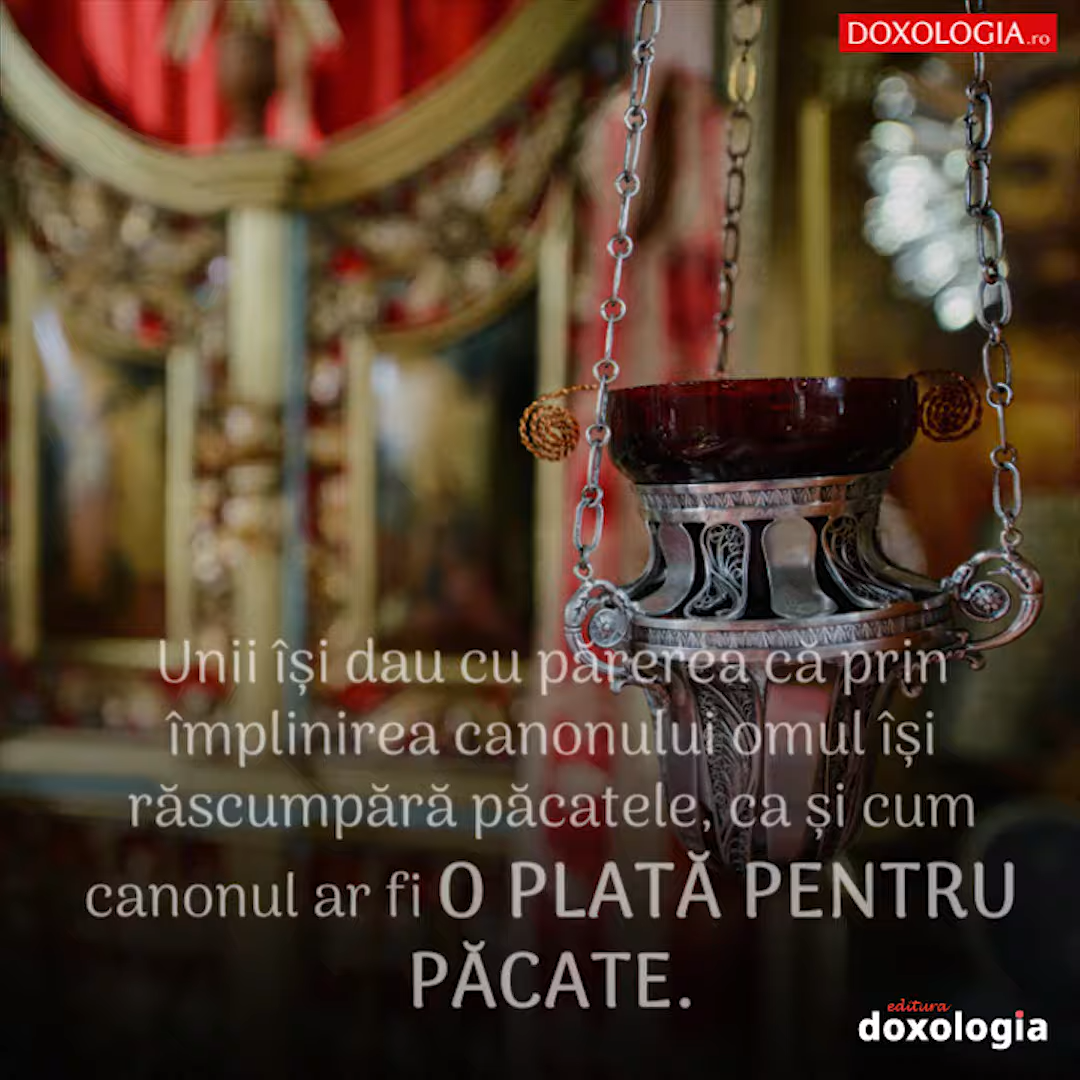 DOXOLOGIA.ro
Unii își dau cu părerea că prin
împlinirea canonului omul își
răscumpără păcatele, ca și cum
canonul ar fi O PLATĂ PENTRU
PĂCATE.
editura
doxologia